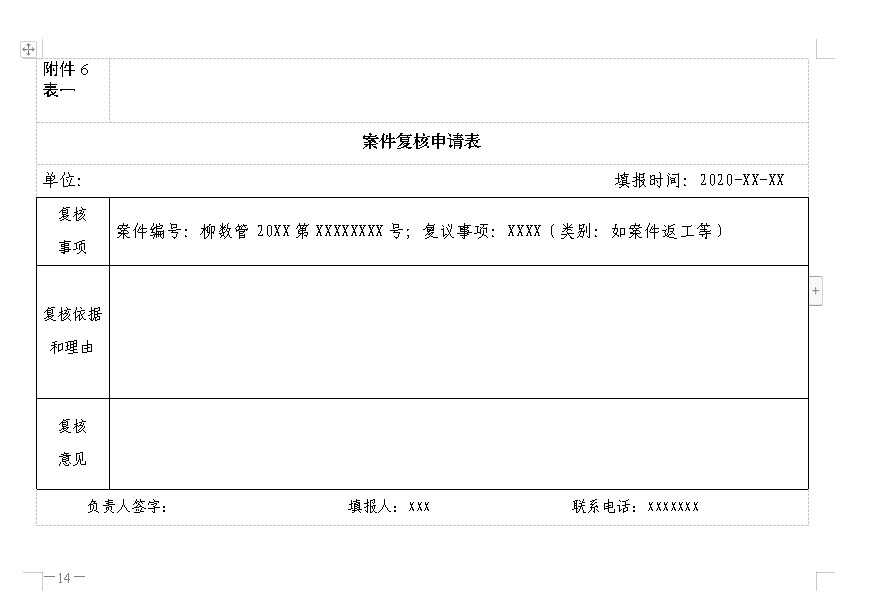 附件 6
表一
案件复核申请表
单位：
填报时间：2020-XX-XX
复核
事项
案件编号：柳数管 20XX 第 XXXXXXXX 号；复议事项：XXXX（类别：如案件返工等）
复核依据
和理由
复核
意见
负责人签字：
填报人：XXX
联系电话：XXXXXXX
—14—